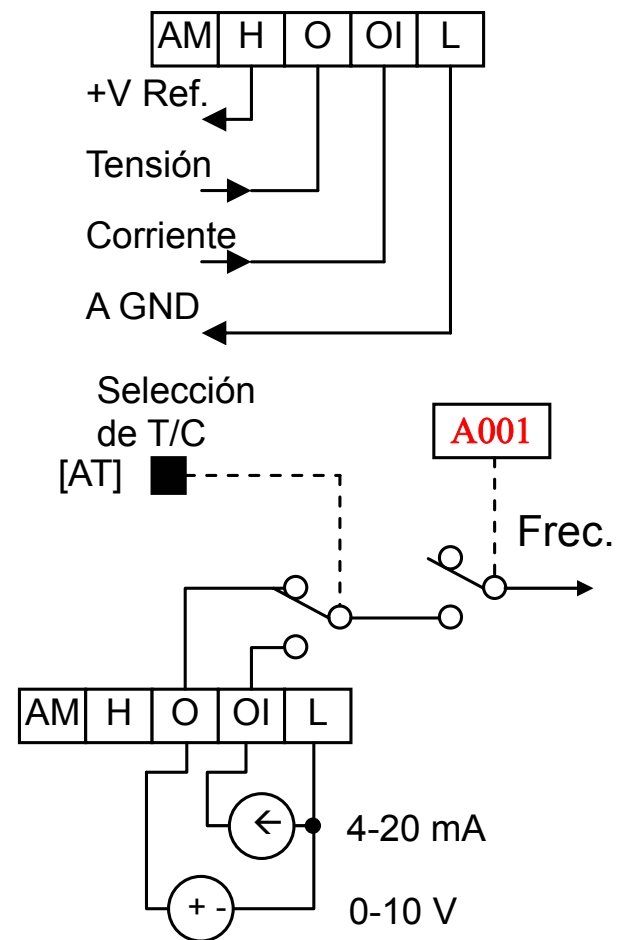 AM H O OI L
+V Ref.
Tensión
Corriente
A GND
Selección
de T/C
[AT]
A001
Frec.
AM H O OI L
4-20 mA
+ -
0-10 V